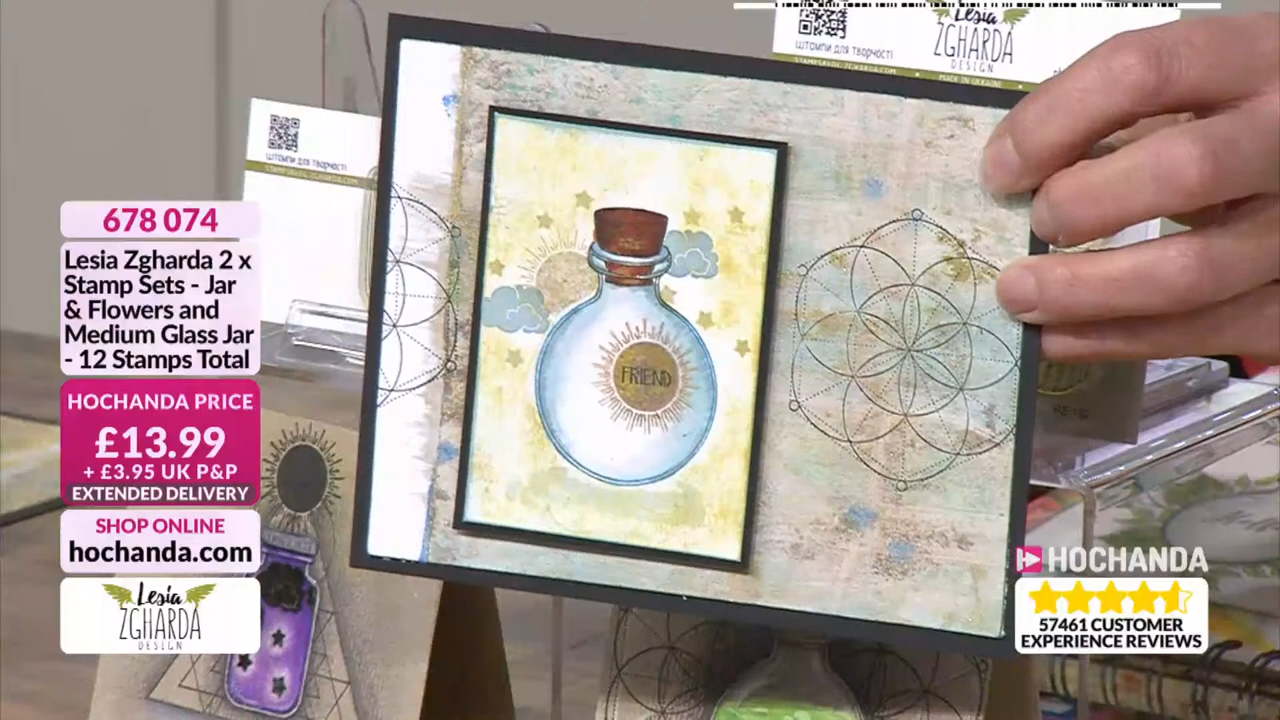 Lesia
ZGHARDA
DESIGN
ШТАМПИ ДЛЯ ТВОРЧОСТІ
MADE IN UKRAINE
ШТАМПИ ДЛЯ ТВОРЧОСТІ
FRIEND
678 074
Lesia Zgharda 2 x
Stamp Sets - Jar
& Flowers and
Medium Glass Jar
- 12 Stamps Total
HOCHANDA PRICE
£13.99
+ £3.95 UK P&P
EXTENDED DELIVERY
SHOP ONLINE
hochanda.com
Lesia
ZGHARDA
DESIGN
HOCHANDA
57461 CUSTOMER
EXPERIENCE REVIEWS